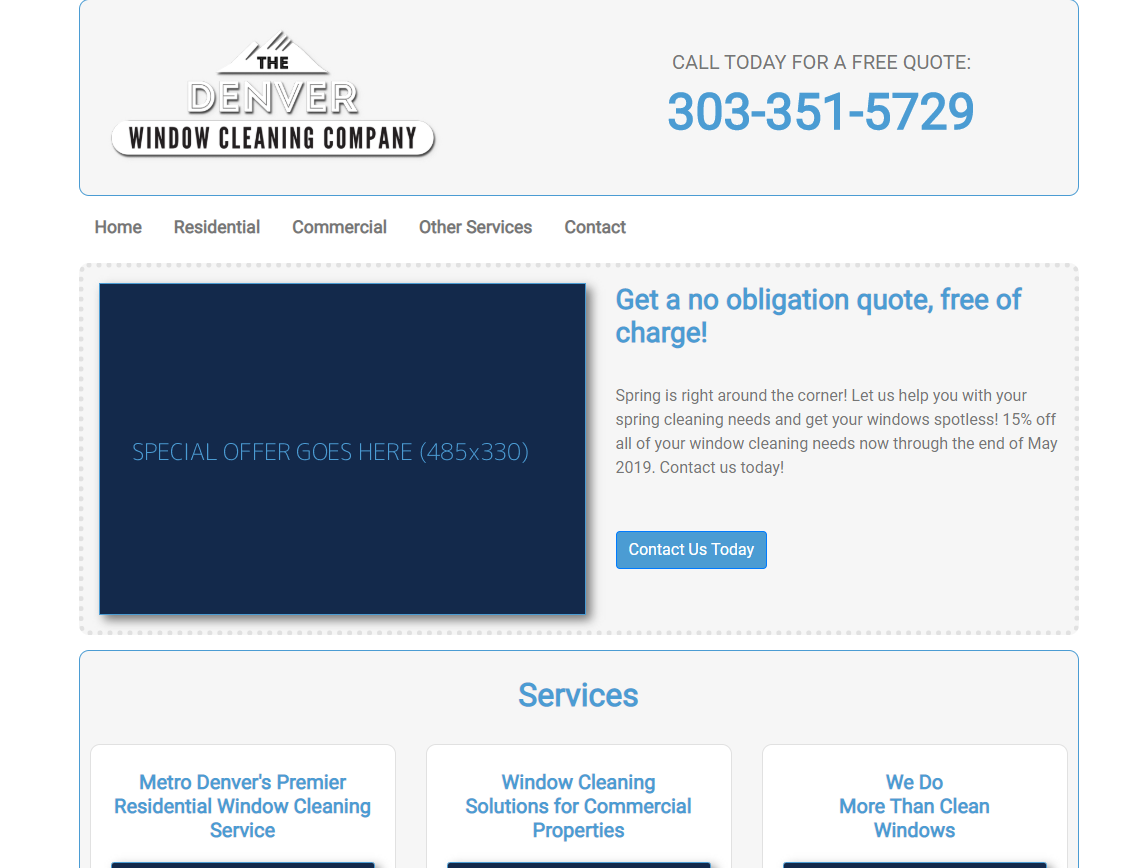 THE
DENVER
WINDOW CLEANING COMPANY
CALL TODAY FOR A FREE QUOTE:
303-351-5729
Home Residential Commercial Other Services Contact
SPECIAL OFFER GOES HERE (485x330)
Get a no obligation quote, free of
charge!
Spring is right around the corner! Let us help you with your
spring cleaning needs and get your windows spotless! 15% off
all of your window cleaning needs now through the end of May
2019. Contact us today!
Contact Us Today
Services
Metro Denver's Premier
Residential Window Cleaning
Service
Window Cleaning
Solutions for Commercial
Properties
We Do
More Than Clean
Windows